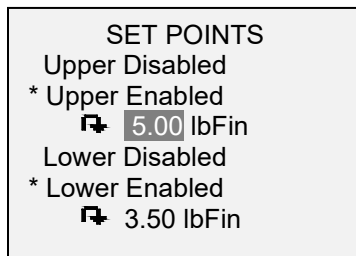 SET POINTS
Upper Disabled
* Upper Enabled
5.00 lbFin
Lower Disabled
* Lower Enabled
3.50 lbFin